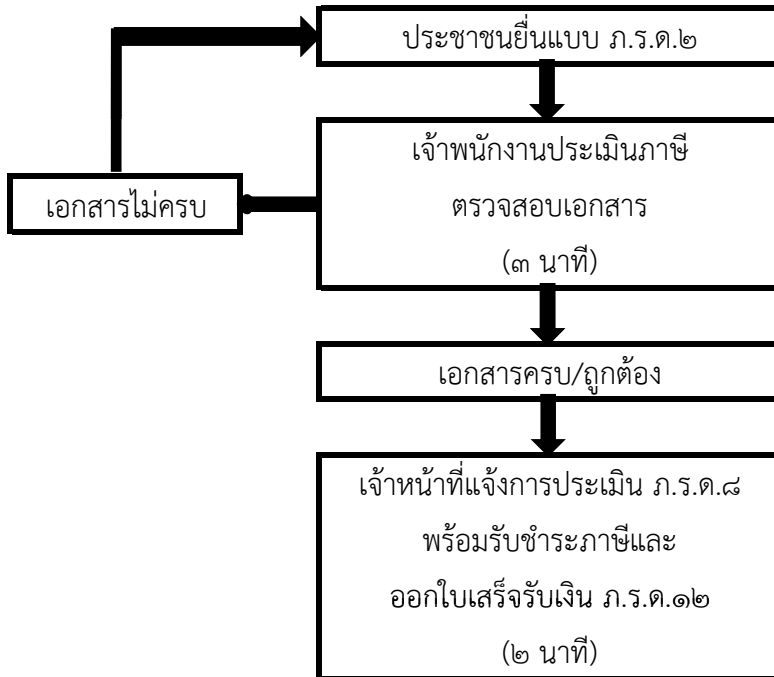 ประชาชนยื่นแบบ ภ.ร.ด.๒
เจ้าพนักงานประเมินภาษี
ตรวจสอบเอกสาร
(๓ นาที)
เอกสารไม่ครบ
เอกสารครบ/ถูกต้อง
เจ้าหน้าที่แจ้งการประเมิน ภ.ร.ด.๘
พร้อมรับชำระภาษีและ
ออกใบเสร็จรับเงิน ภ.ร.ด.๑๒
(๒ นาที)